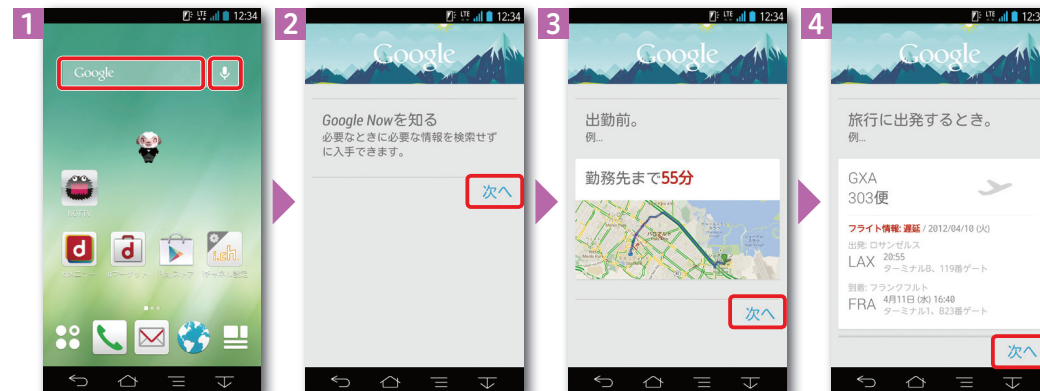 1
12:34
Google
2
12:34
Google
Google Nowを知る
必要なときに必要な情報を検索せず
に入手できます。
次へ
3
12:34
Google
出勤前。
例...
勤務先まで55分
次へ
4
Google
旅行に出発するとき。
例...
GXA
303便
フライト情報: 遅延 / 2012/04/10 (火)
出発: ロサンゼルス
LAX 20:55
ターミナルB、119番ゲート
到着: フランクフルト
FRA 4月11日 (水) 16:40
ターミナル1、B23番ゲート
次へ